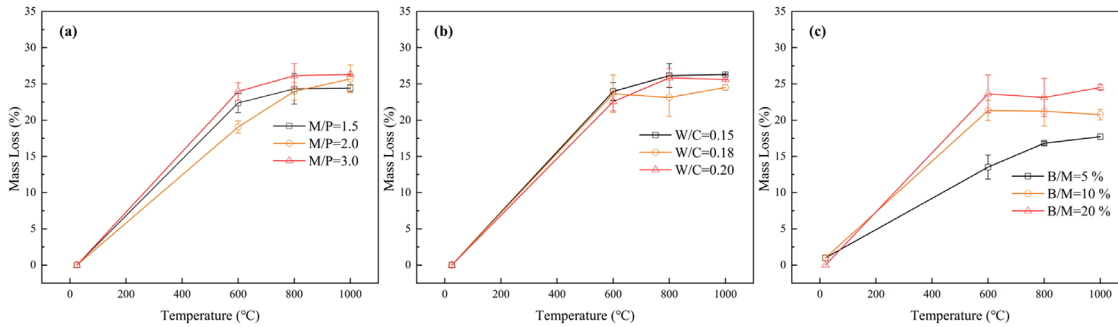 (a)
35
30
25
20
15
10
5
0
Mass Loss (%)
M/P=1.5
M/P=2.0
M/P=3.0
0 200 400 600 800 1000
Temperature (℃)
(b)
35
30
25
20
15
10
5
0
Mass Loss (%)
W/C=0.15
W/C=0.18
W/C=0.20
0 200 400 600 800 1000
Temperature (℃)
(c)
35
30
25
20
15
10
5
0
Mass Loss (%)
B/M=5 %
B/M=10 %
B/M=20 %
0 200 400 600 800 1000
Temperature (℃)